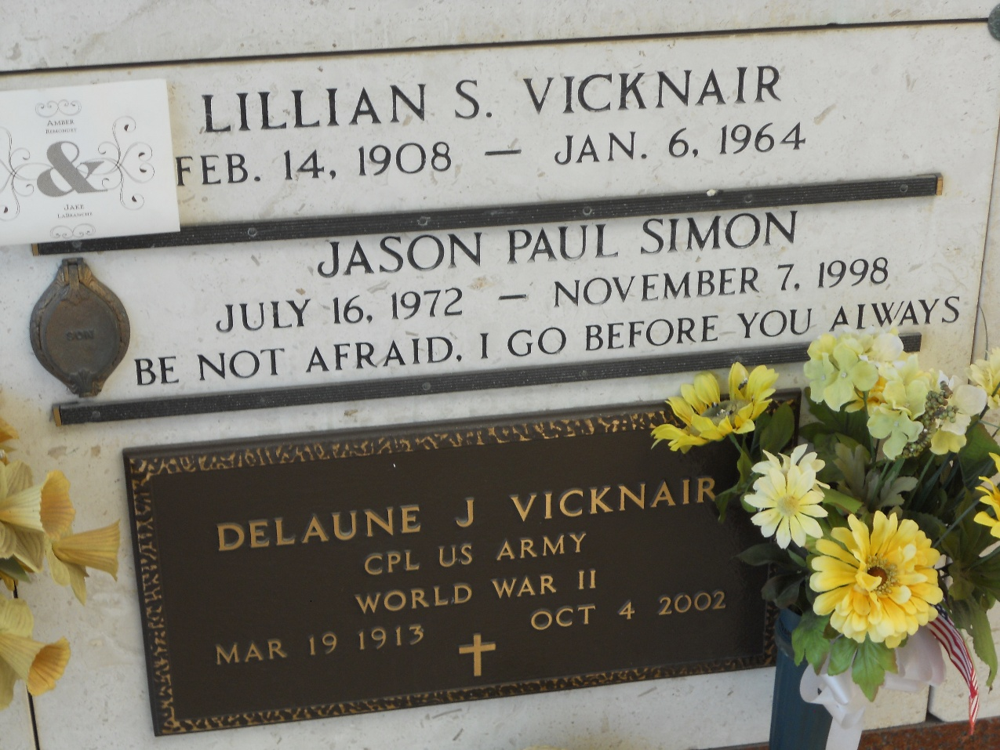 LILLIAN S. VICKNAIR
FEB. 14, 1908 — JAN. 6, 1964
AMBER
REMONDET
&
JAKE
LABRANCHE
JASON PAUL SIMON
JULY 16, 1972 — NOVEMBER 7, 1998
BE NOT AFRAID, I GO BEFORE YOU ALWAYS
SON
DELAUNE J VICKNAIR
CPL US ARMY
WORLD WAR II
MAR 19 1913 OCT 4 2002